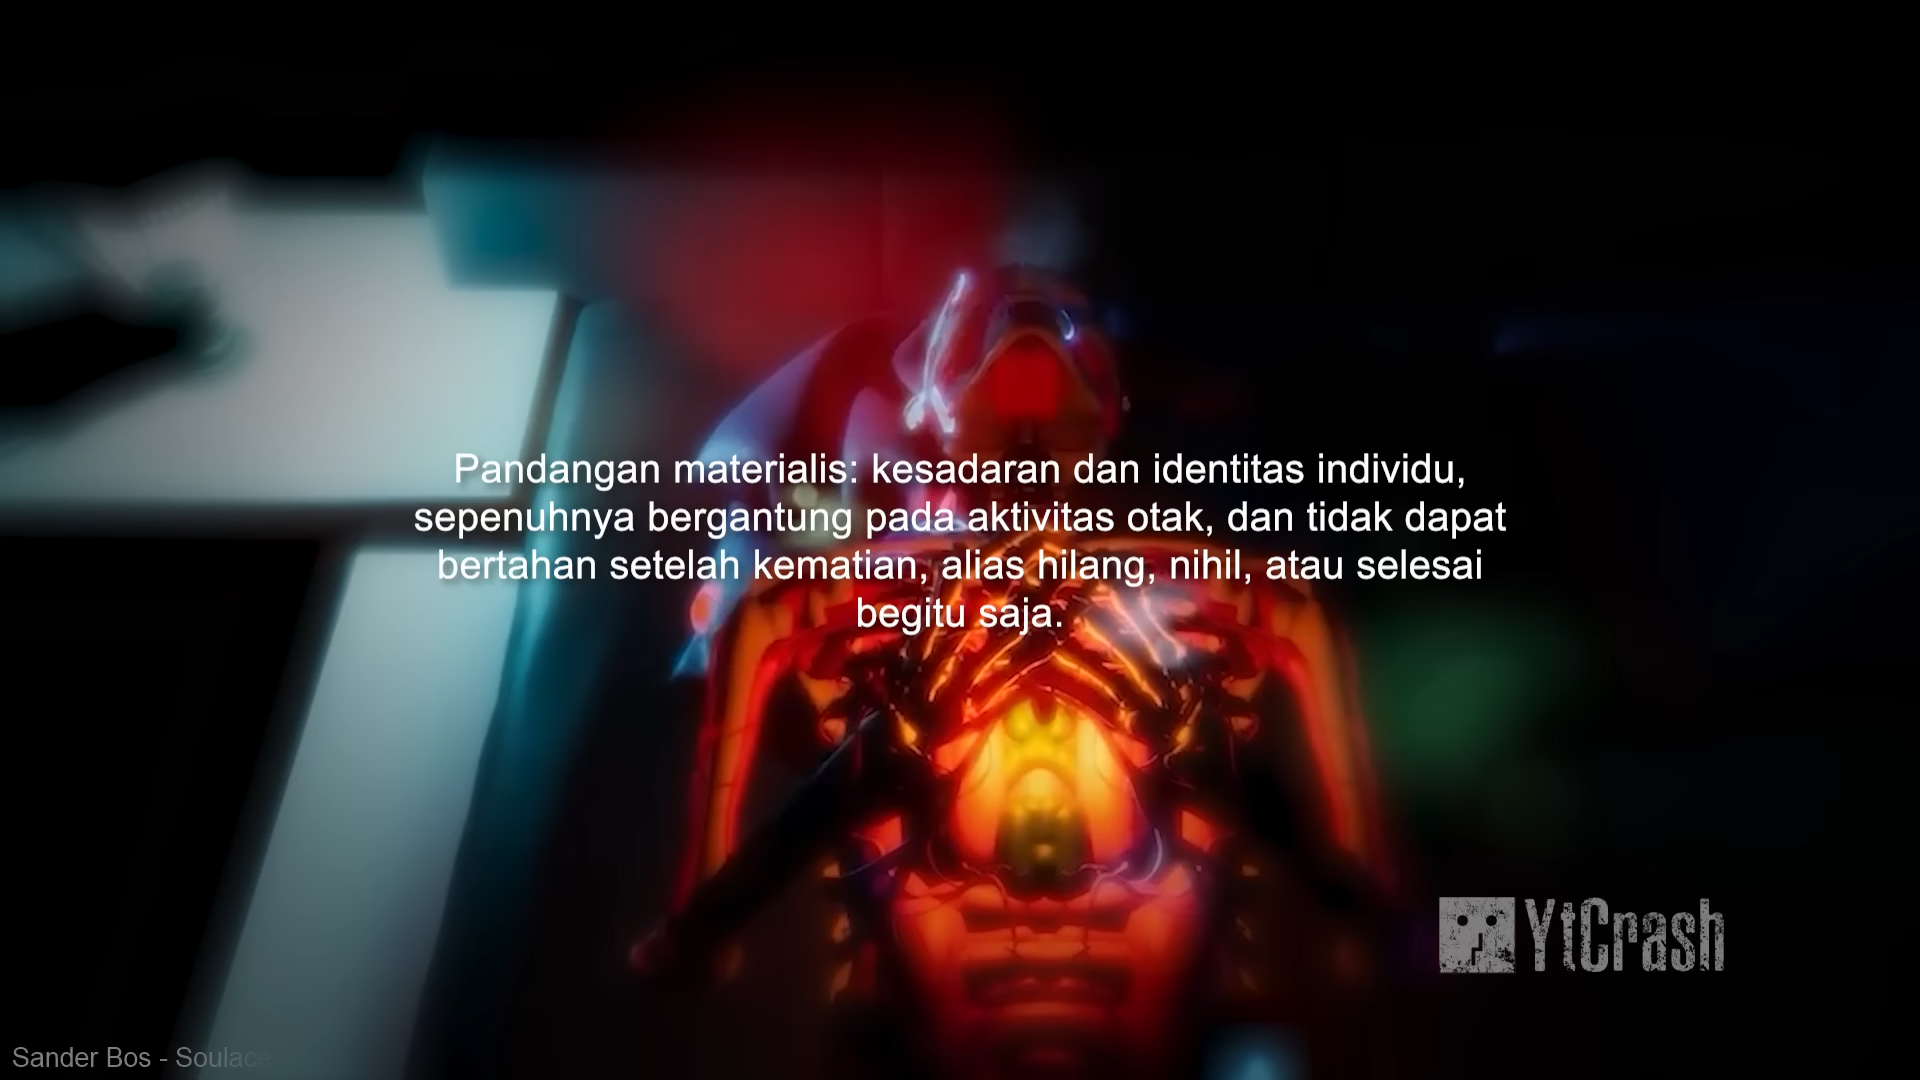 Pandangan materialis: kesadaran dan identitas individu,
sepenuhnya bergantung pada aktivitas otak, dan tidak dapat
bertahan setelah kematian, alias hilang, nihil, atau selesai
begitu saja.
YtCrash
Sander Bos - Soulace